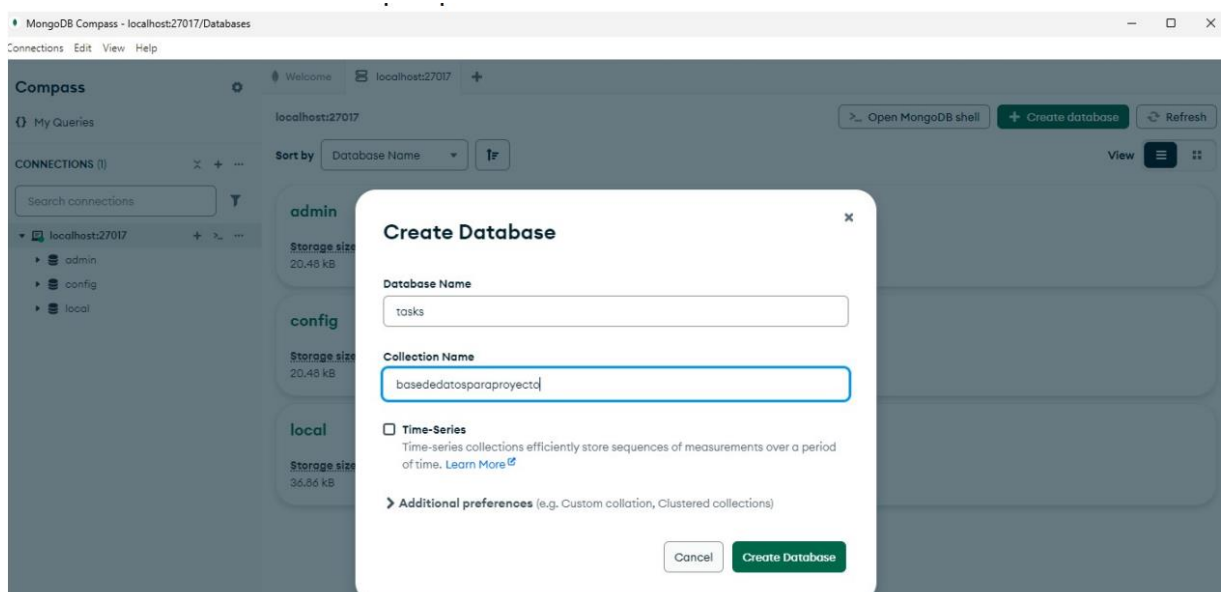 MongoDB Compass - localhost:27017/Databases
Connections Edit View Help
Compass
Welcome localhost:27017
{} My Queries
localhost:27017
Open MongoDB shell + Create database Refresh
CONNECTIONS (1)
Sort by Database Name
View
Search connections
localhost:27017
admin
config
local
admin
Storage size
20.48 kB
config
Storage size
20.48 kB
local
Storage size
36.86 kB
Create Database
Database Name
tasks
Collection Name
basededatosparaproyecto
Time-Series
Time-series collections efficiently store sequences of measurements over a period
of time. Learn More
Additional preferences (e.g. Custom collation, Clustered collections)
Cancel Create Database